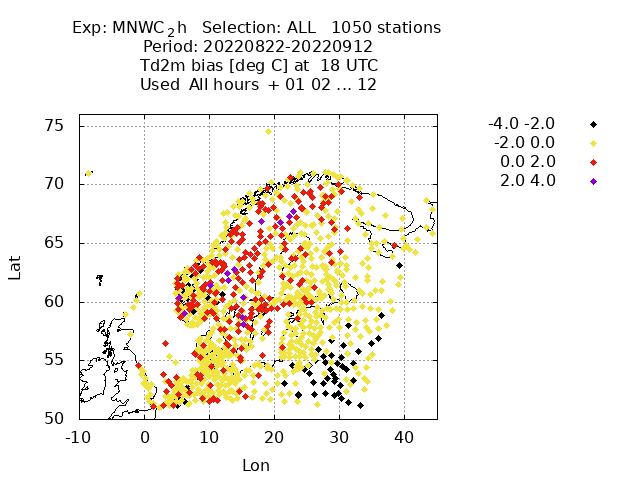 Exp: MNWC_2h   Selection: ALL   1050 stations
Period: 20220822-20220912
Td2m bias [deg C] at  18 UTC
Used  All hours  + 01 02 ... 12
-4.0 -2.0
-2.0 0.0
0.0 2.0
2.0 4.0
75
70
65
60
55
50
Lat
-10 0 10 20 30 40
Lon